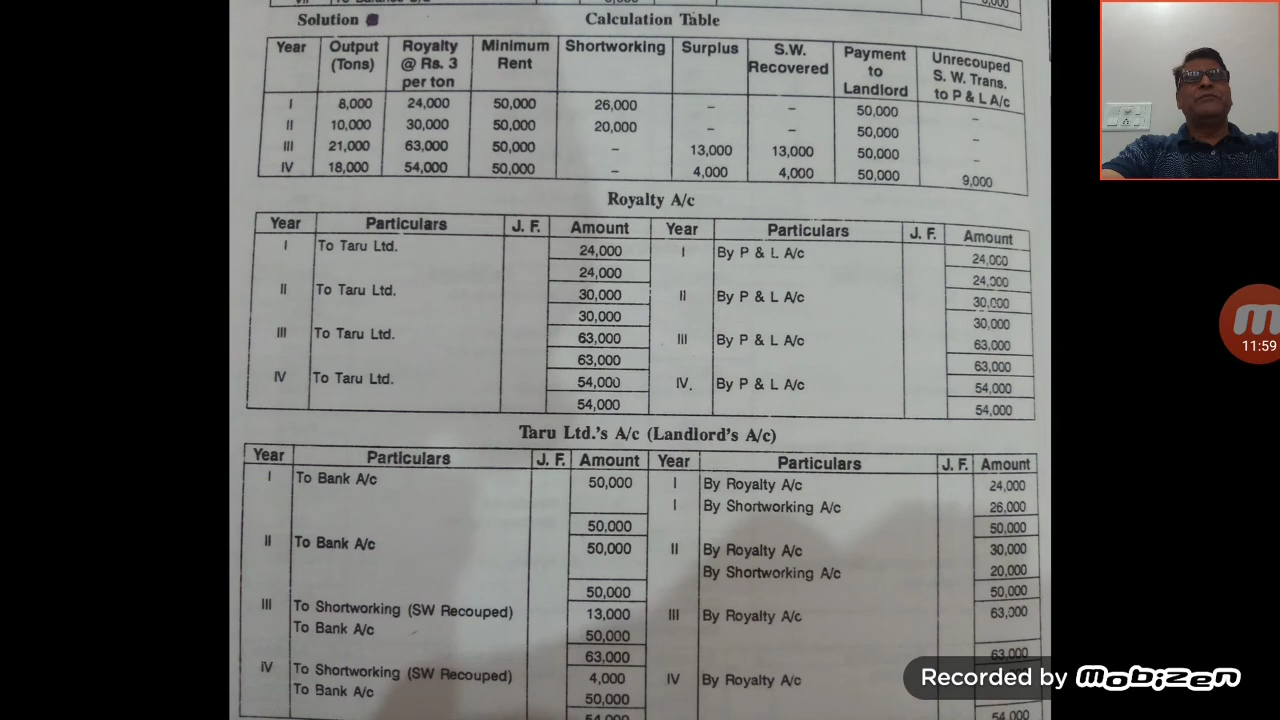 Solution
Calculation Table
Year Output (Tons) Royalty @ Rs. 3 per ton Minimum Rent Shortworking Surplus S.W. Recovered Payment to Landlord Unrecouped S. W. Trans. to P & L A/c
I 8,000 24,000 50,000 26,000 – – 50,000 –
II 10,000 30,000 50,000 20,000 – – 50,000 –
III 21,000 63,000 50,000 – 13,000 13,000 50,000 –
IV 18,000 54,000 50,000 – 4,000 4,000 50,000 9,000
Royalty A/c
Year Particulars J. F. Amount Year Particulars J. F. Amount
I To Taru Ltd. 24,000 I By P & L A/c 24,000
24,000 24,000
II To Taru Ltd. 30,000 II By P & L A/c 30,000
30,000 30,000
III To Taru Ltd. 63,000 III By P & L A/c 63,000
63,000 63,000
IV To Taru Ltd. 54,000 IV. By P & L A/c 54,000
54,000 54,000
Taru Ltd.'s A/c (Landlord's A/c)
Year Particulars J. F. Amount Year Particulars J. F. Amount
I To Bank A/c 50,000 I By Royalty A/c 24,000
I By Shortworking A/c 26,000
50,000 50,000
II To Bank A/c 50,000 II By Royalty A/c 30,000
By Shortworking A/c 20,000
50,000 50,000
III To Shortworking (SW Recouped) 13,000 III By Royalty A/c 63,000
To Bank A/c 50,000
63,000 63,000
IV To Shortworking (SW Recouped) 4,000 IV By Royalty A/c
To Bank A/c 50,000
54,000 54,000
11:59
Recorded by Mobizen